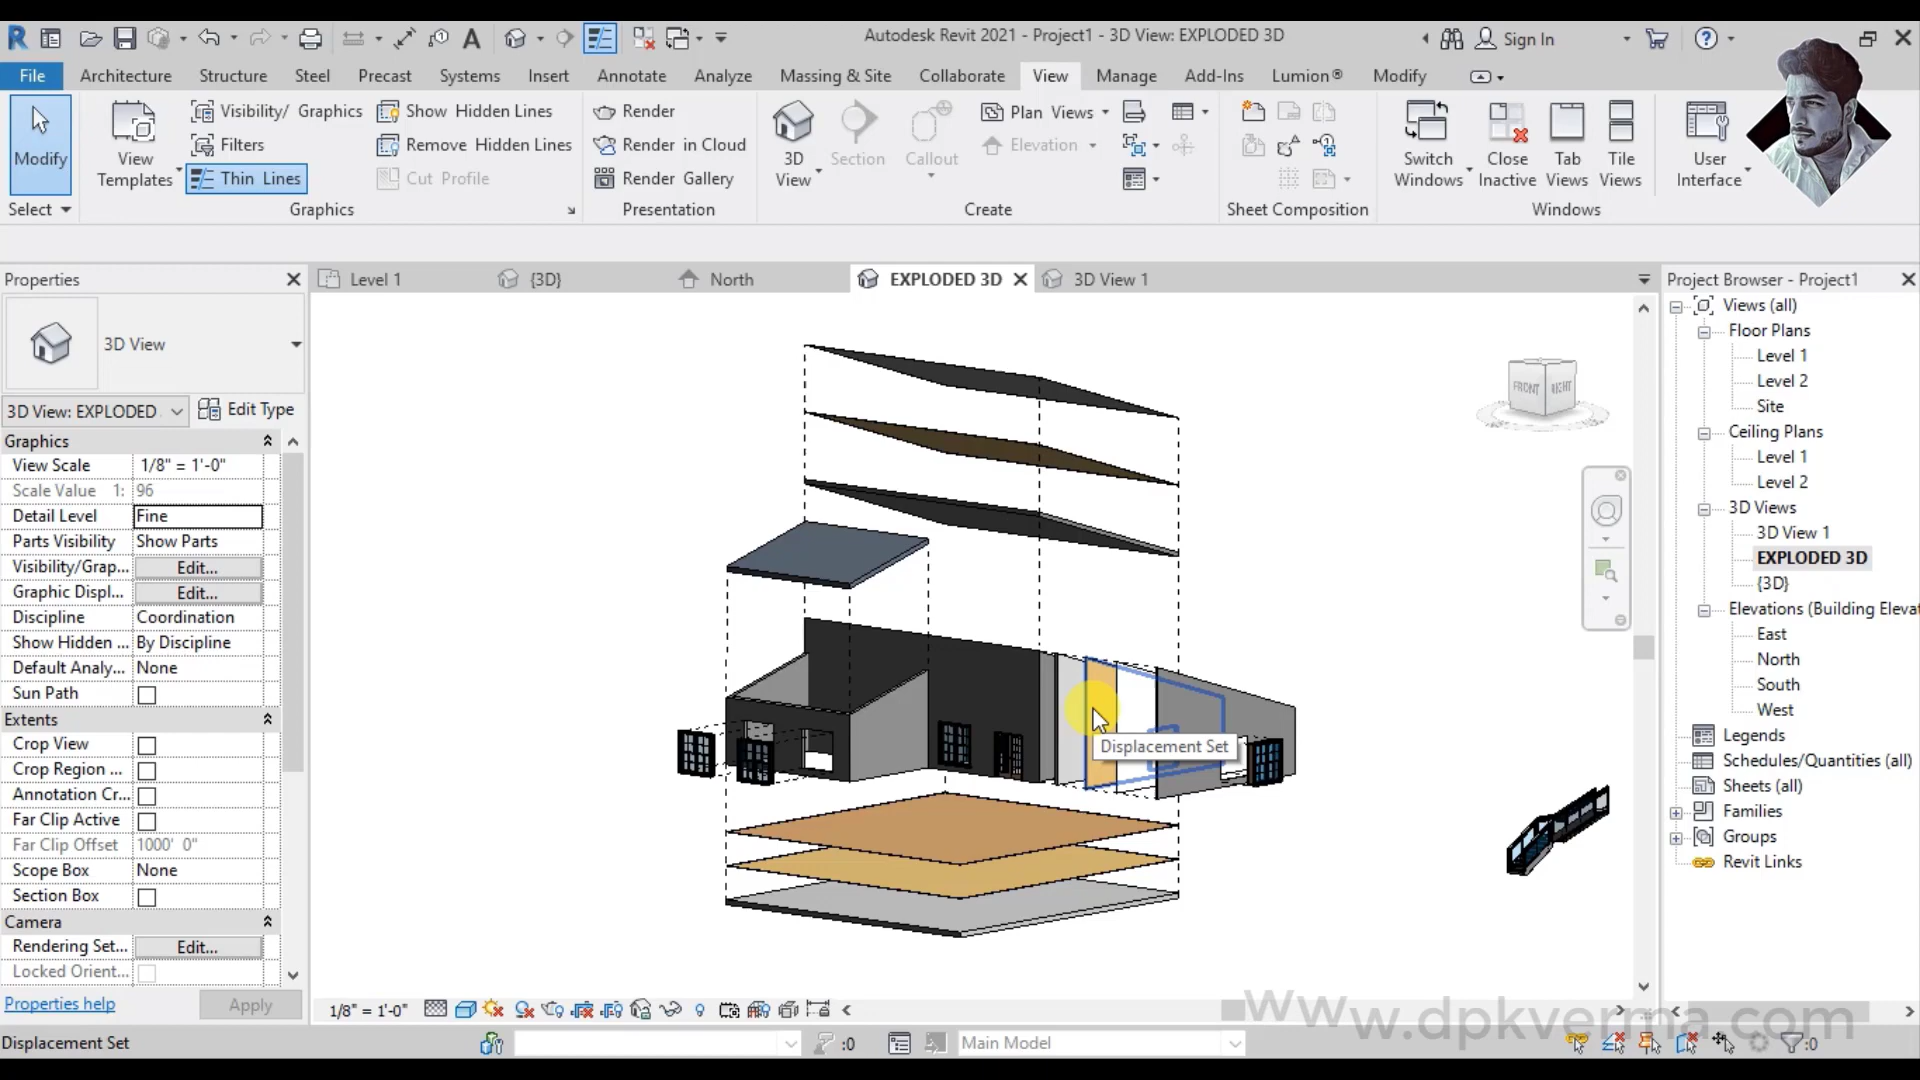 Autodesk Revit 2021 - Project1 - 3D View: EXPLODED 3D
Sign In
File Architecture Structure Steel Precast Systems Insert Annotate Analyze Massing & Site Collaborate View Manage Add-Ins Lumion® Modify
Modify
Select
View Templates
Visibility/ Graphics
Filters
Thin Lines
Show Hidden Lines
Remove Hidden Lines
Cut Profile
Graphics
Render
Render in Cloud
Render Gallery
Presentation
3D View
Section
Callout
Plan Views
Elevation
Create
Sheet Composition
Switch Windows
Close Inactive
Tab Views
Tile Views
Windows
User Interface
Properties
Level 1
{3D}
North
EXPLODED 3D
3D View 1
3D View
3D View: EXPLODED
Edit Type
Graphics
View Scale 1/8" = 1'-0"
Scale Value 1: 96
Detail Level Fine
Parts Visibility Show Parts
Visibility/Grap... Edit...
Graphic Displ... Edit...
Discipline Coordination
Show Hidden ... By Discipline
Default Analy... None
Sun Path
Extents
Crop View
Crop Region ...
Annotation Cr...
Far Clip Active
Far Clip Offset 1000' 0"
Scope Box None
Section Box
Camera
Rendering Set... Edit...
Locked Orient...
Properties help
Apply
FRONT
RIGHT
Displacement Set
Project Browser - Project1
Views (all)
Floor Plans
Level 1
Level 2
Site
Ceiling Plans
Level 1
Level 2
3D Views
3D View 1
EXPLODED 3D
{3D}
Elevations (Building Eleva
East
North
South
West
Legends
Schedules/Quantities (all)
Sheets (all)
Families
Groups
Revit Links
1/8" = 1'-0"
www.dpkverma.com
Displacement Set
:0
Main Model
:0